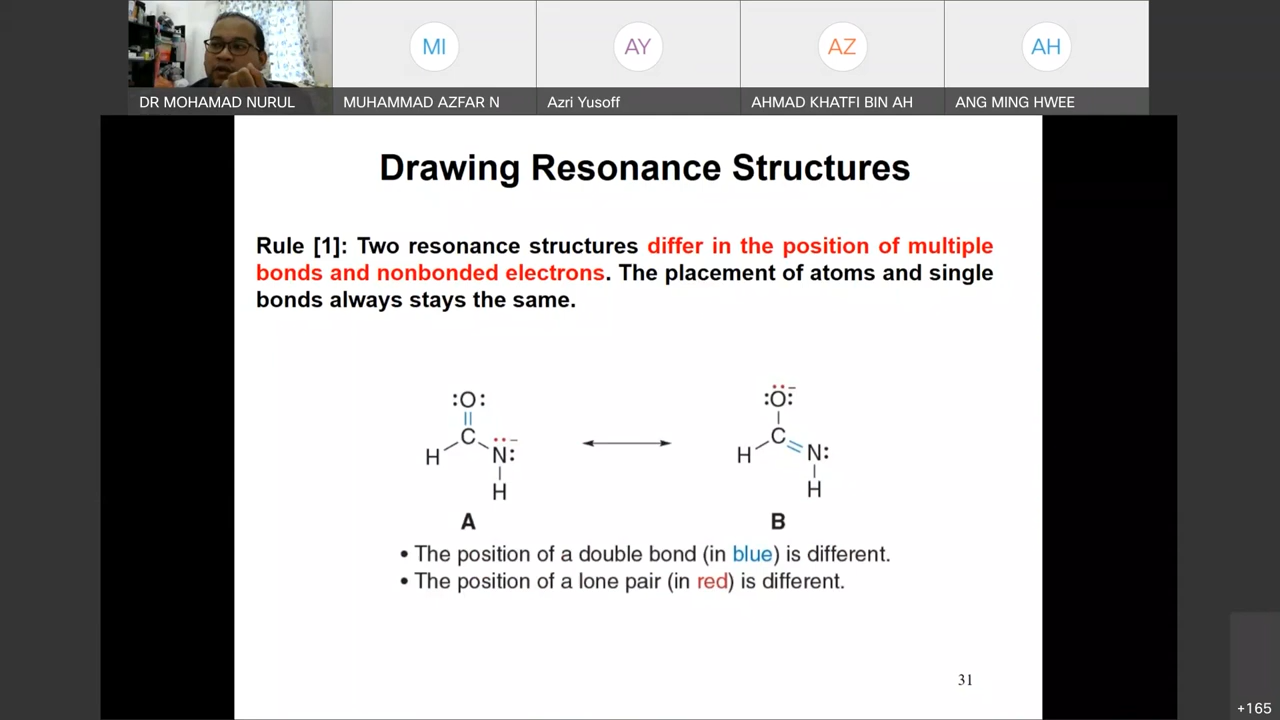 MI
AY
AZ
AH
DR MOHAMAD NURUL
MUHAMMAD AZFAR N
Azri Yusoff
AHMAD KHATFI BIN AH
ANG MING HWEE
Drawing Resonance Structures
Rule [1]: Two resonance structures differ in the position of multiple
bonds and nonbonded electrons. The placement of atoms and single
bonds always stays the same.
:O:
C
H
N:
H
A
:O:
C
H
N:
H
B
• The position of a double bond (in blue) is different.
• The position of a lone pair (in red) is different.
31
+165